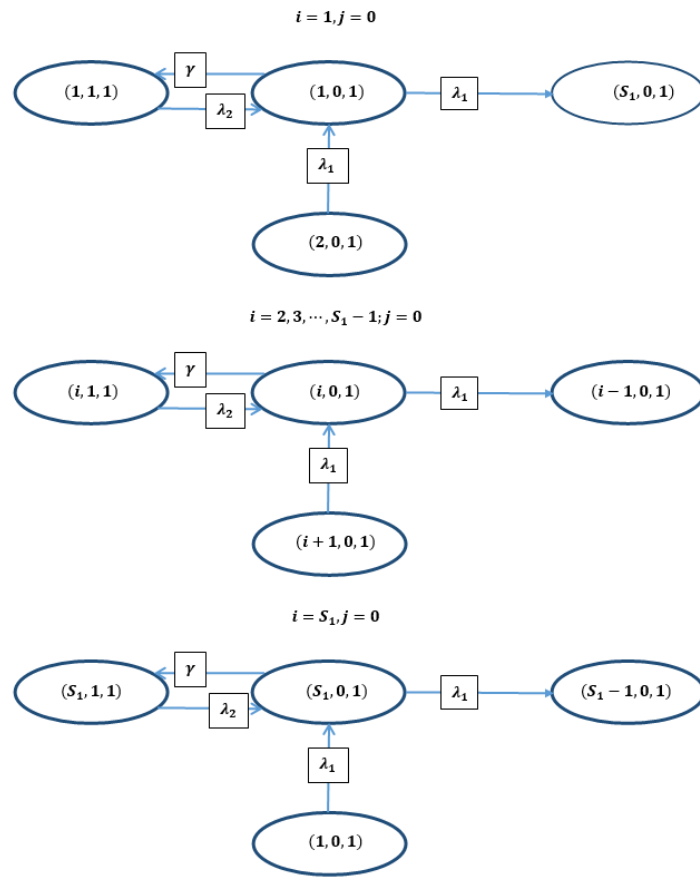 i = 1, j = 0
γ
(1, 1, 1)
(1, 0, 1)
λ₁
(S₁, 0, 1)
λ₂
λ₁
(2, 0, 1)
i = 2, 3, ⋯, S₁ − 1; j = 0
γ
(i, 1, 1)
(i, 0, 1)
λ₁
(i − 1, 0, 1)
λ₂
λ₁
(i + 1, 0, 1)
i = S₁, j = 0
γ
(S₁, 1, 1)
(S₁, 0, 1)
λ₁
(S₁ − 1, 0, 1)
λ₂
λ₁
(1, 0, 1)